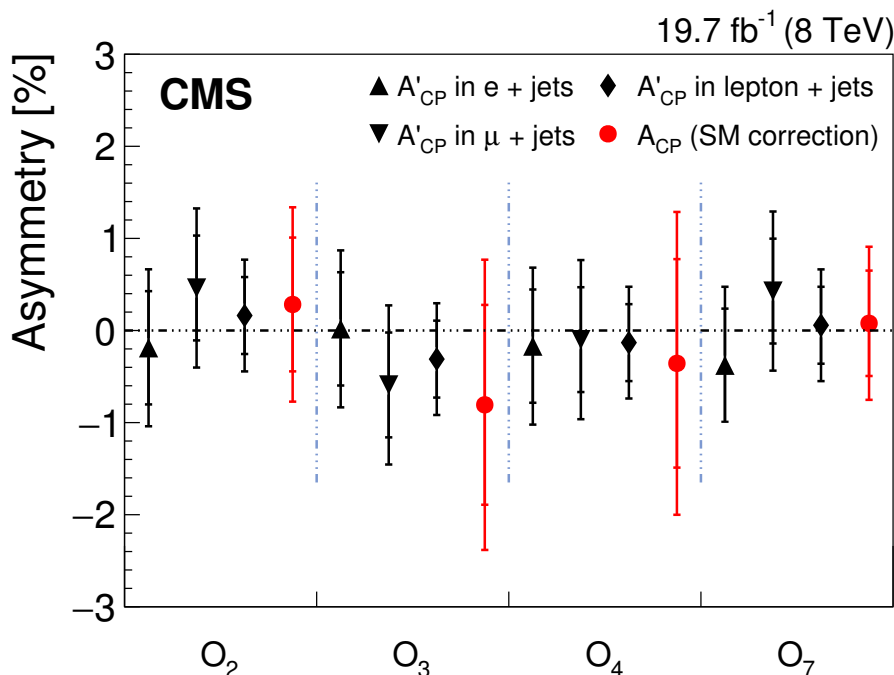 19.7 fb⁻¹ (8 TeV)
CMS
A'CP in e + jets
A'CP in lepton + jets
A'CP in μ + jets
ACP (SM correction)
Asymmetry [%]
3
2
1
0
−1
−2
−3
O₂ O₃ O₄ O₇